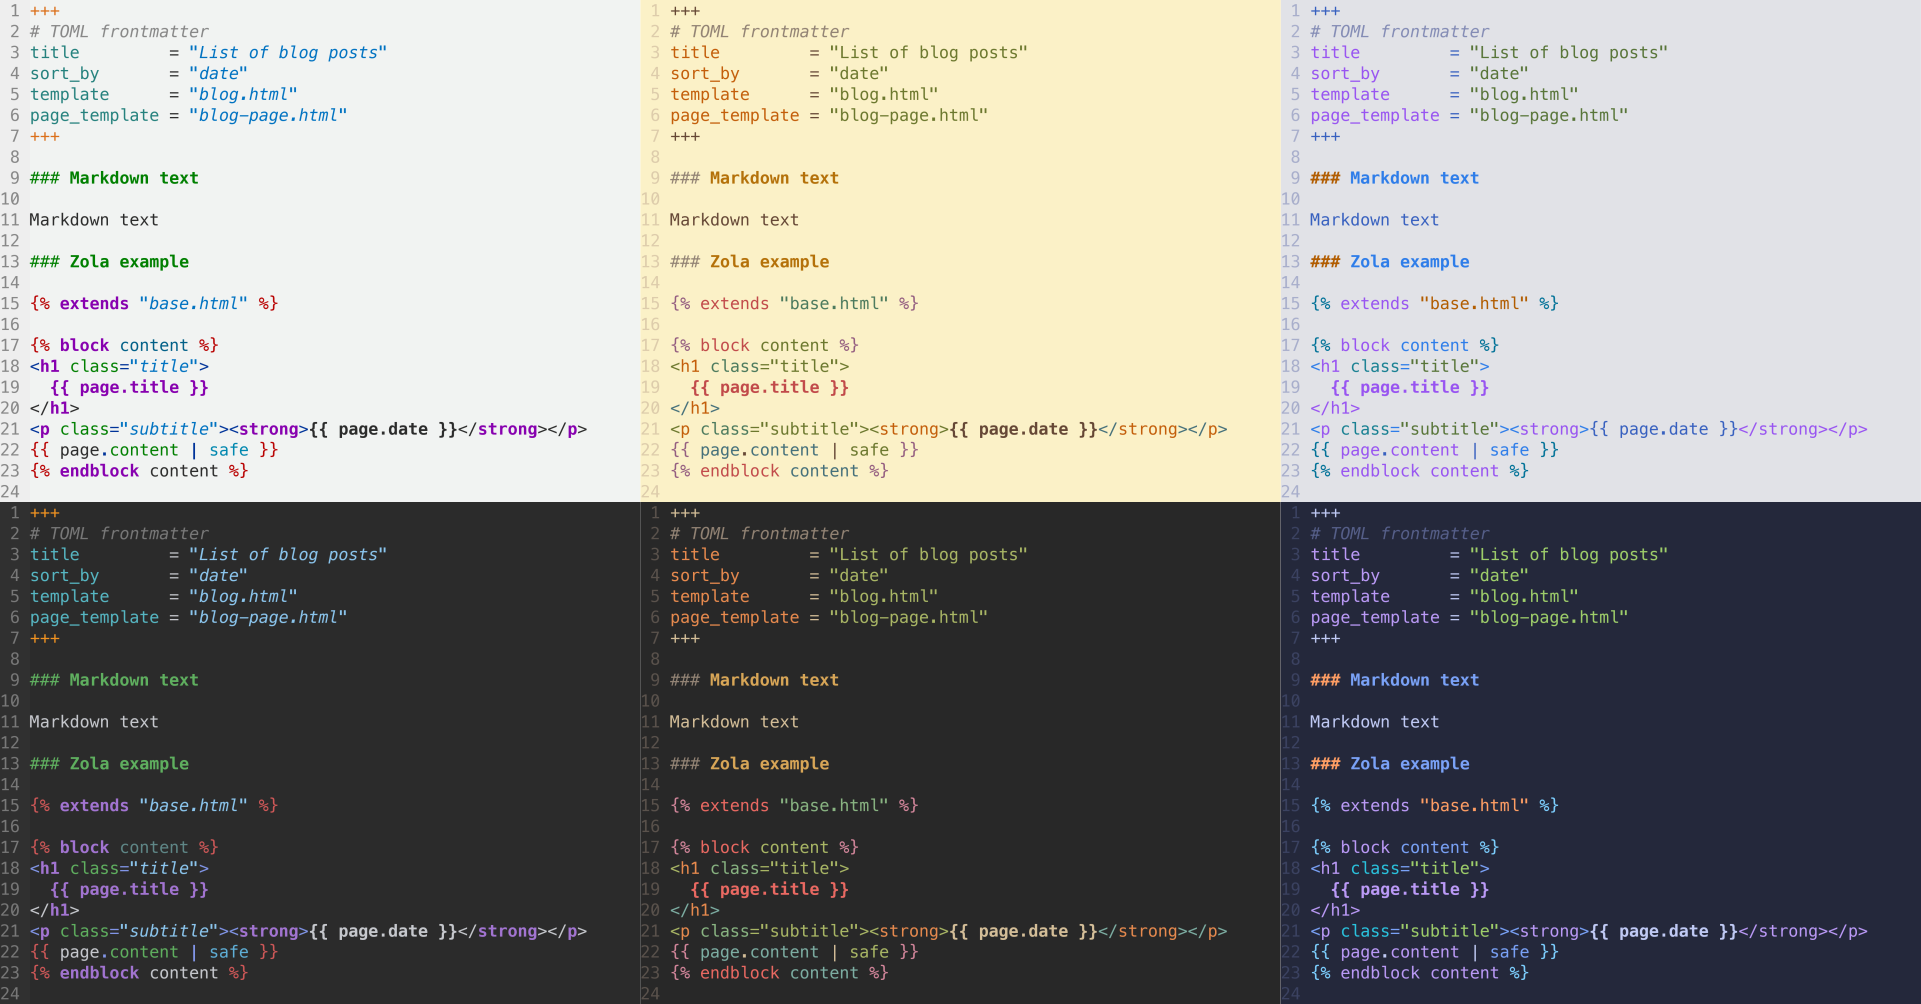 1 +++
2 # TOML frontmatter
3 title         = "List of blog posts"
4 sort_by       = "date"
5 template      = "blog.html"
6 page_template = "blog-page.html"
7 +++
8
9 ### Markdown text
10
11 Markdown text
12
13 ### Zola example
14
15 {% extends "base.html" %}
16
17 {% block content %}
18 <h1 class="title">
19   {{ page.title }}
20 </h1>
21 <p class="subtitle"><strong>{{ page.date }}</strong></p>
22 {{ page.content | safe }}
23 {% endblock content %}
24
1 +++
2 # TOML frontmatter
3 title         = "List of blog posts"
4 sort_by       = "date"
5 template      = "blog.html"
6 page_template = "blog-page.html"
7 +++
8
9 ### Markdown text
10
11 Markdown text
12
13 ### Zola example
14
15 {% extends "base.html" %}
16
17 {% block content %}
18 <h1 class="title">
19   {{ page.title }}
20 </h1>
21 <p class="subtitle"><strong>{{ page.date }}</strong></p>
22 {{ page.content | safe }}
23 {% endblock content %}
24
1 +++
2 # TOML frontmatter
3 title         = "List of blog posts"
4 sort_by       = "date"
5 template      = "blog.html"
6 page_template = "blog-page.html"
7 +++
8
9 ### Markdown text
10
11 Markdown text
12
13 ### Zola example
14
15 {% extends "base.html" %}
16
17 {% block content %}
18 <h1 class="title">
19   {{ page.title }}
20 </h1>
21 <p class="subtitle"><strong>{{ page.date }}</strong></p>
22 {{ page.content | safe }}
23 {% endblock content %}
24
1 +++
2 # TOML frontmatter
3 title         = "List of blog posts"
4 sort_by       = "date"
5 template      = "blog.html"
6 page_template = "blog-page.html"
7 +++
8
9 ### Markdown text
10
11 Markdown text
12
13 ### Zola example
14
15 {% extends "base.html" %}
16
17 {% block content %}
18 <h1 class="title">
19   {{ page.title }}
20 </h1>
21 <p class="subtitle"><strong>{{ page.date }}</strong></p>
22 {{ page.content | safe }}
23 {% endblock content %}
24
1 +++
2 # TOML frontmatter
3 title         = "List of blog posts"
4 sort_by       = "date"
5 template      = "blog.html"
6 page_template = "blog-page.html"
7 +++
8
9 ### Markdown text
10
11 Markdown text
12
13 ### Zola example
14
15 {% extends "base.html" %}
16
17 {% block content %}
18 <h1 class="title">
19   {{ page.title }}
20 </h1>
21 <p class="subtitle"><strong>{{ page.date }}</strong></p>
22 {{ page.content | safe }}
23 {% endblock content %}
24
1 +++
2 # TOML frontmatter
3 title         = "List of blog posts"
4 sort_by       = "date"
5 template      = "blog.html"
6 page_template = "blog-page.html"
7 +++
8
9 ### Markdown text
10
11 Markdown text
12
13 ### Zola example
14
15 {% extends "base.html" %}
16
17 {% block content %}
18 <h1 class="title">
19   {{ page.title }}
20 </h1>
21 <p class="subtitle"><strong>{{ page.date }}</strong></p>
22 {{ page.content | safe }}
23 {% endblock content %}
24